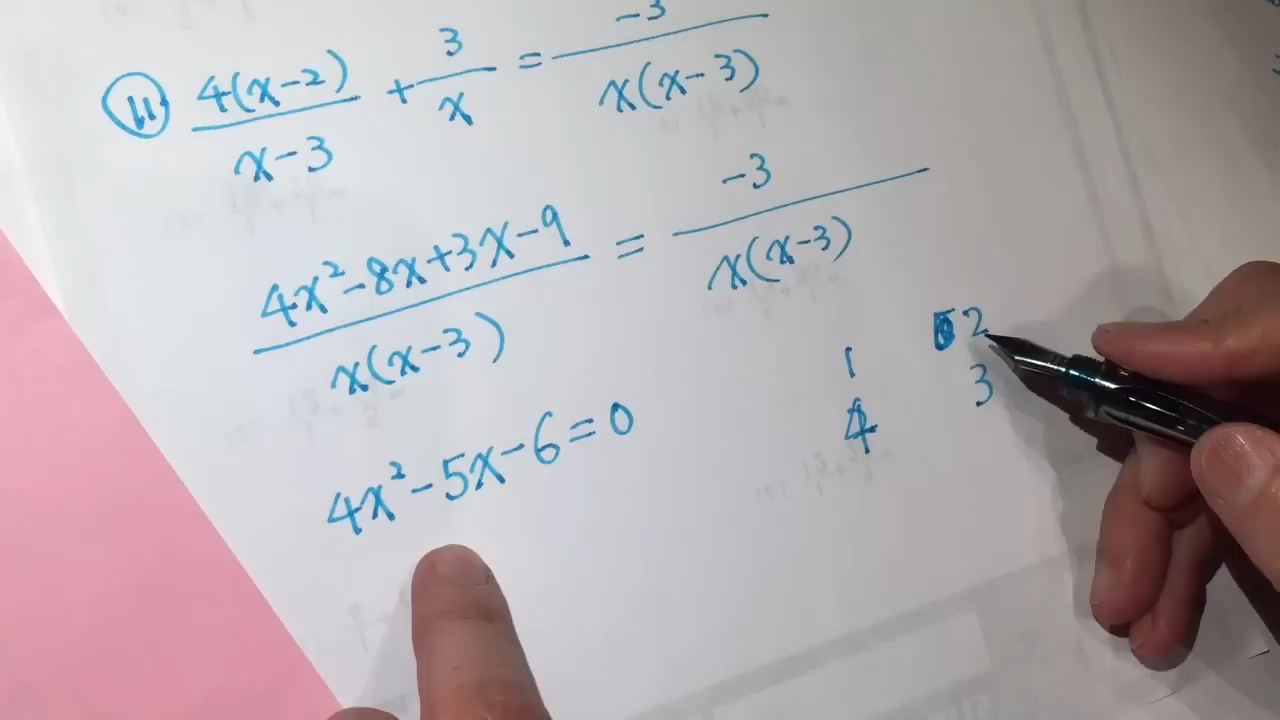 ⑪ 4(x-2)/x-3 + 3/x = -3/x(x-3)
4x²-8x+3x-9/x(x-3) = -3/x(x-3)
4x²-5x-6=0
1 2
4 3